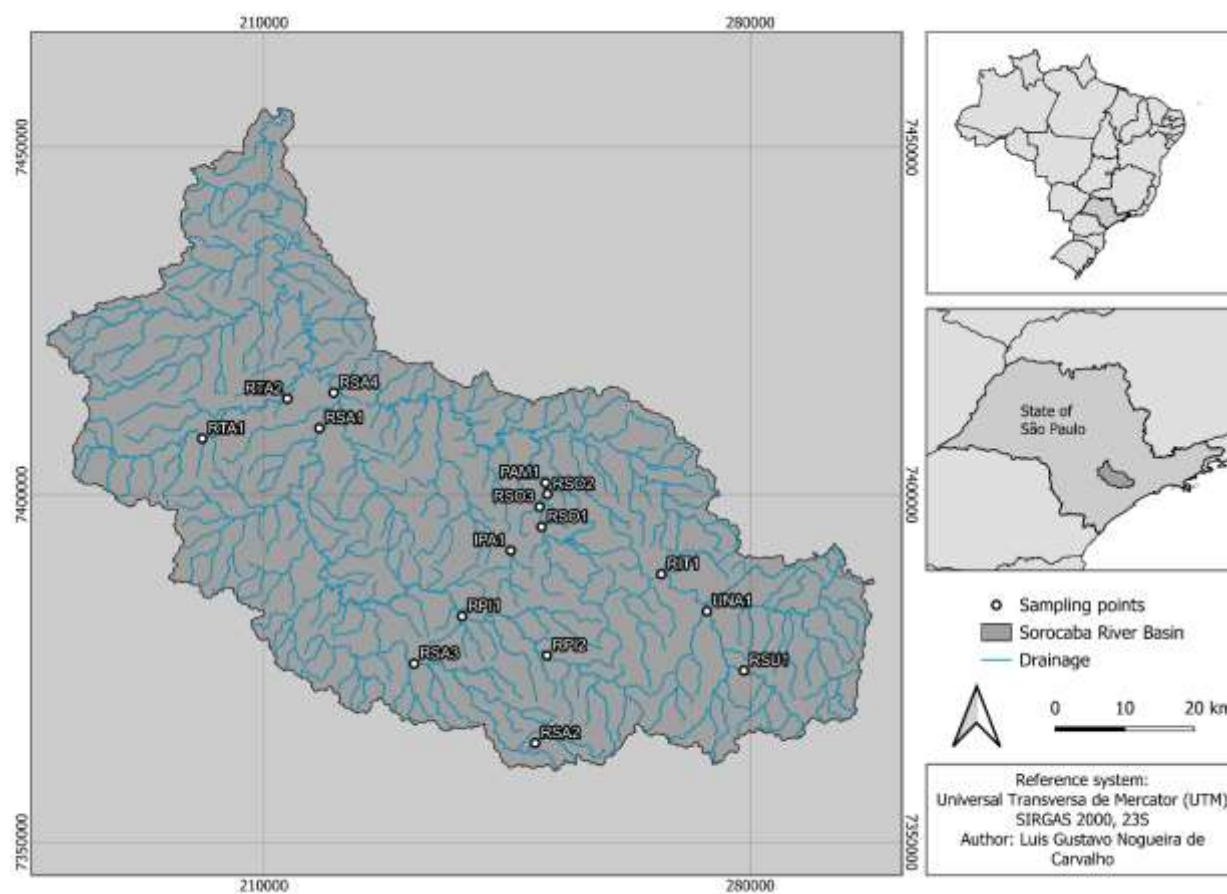 210000
280000
7450000
7450000
RTA2
RSA4
RTA1
RSA1
State of
São Paulo
PAM1
RSO2
7400000
RSO3
7400000
RSO1
IPA1
RIT1
UNA1
Sampling points
RPI1
Sorocaba River Basin
RSA3
RPI2
RSU1
Drainage
0 10 20 km
RSA2
Reference system:
Universal Transversa de Mercator (UTM)
SIRGAS 2000, 23S
Author: Luis Gustavo Nogueira de
Carvalho
7350000
7350000
210000
280000